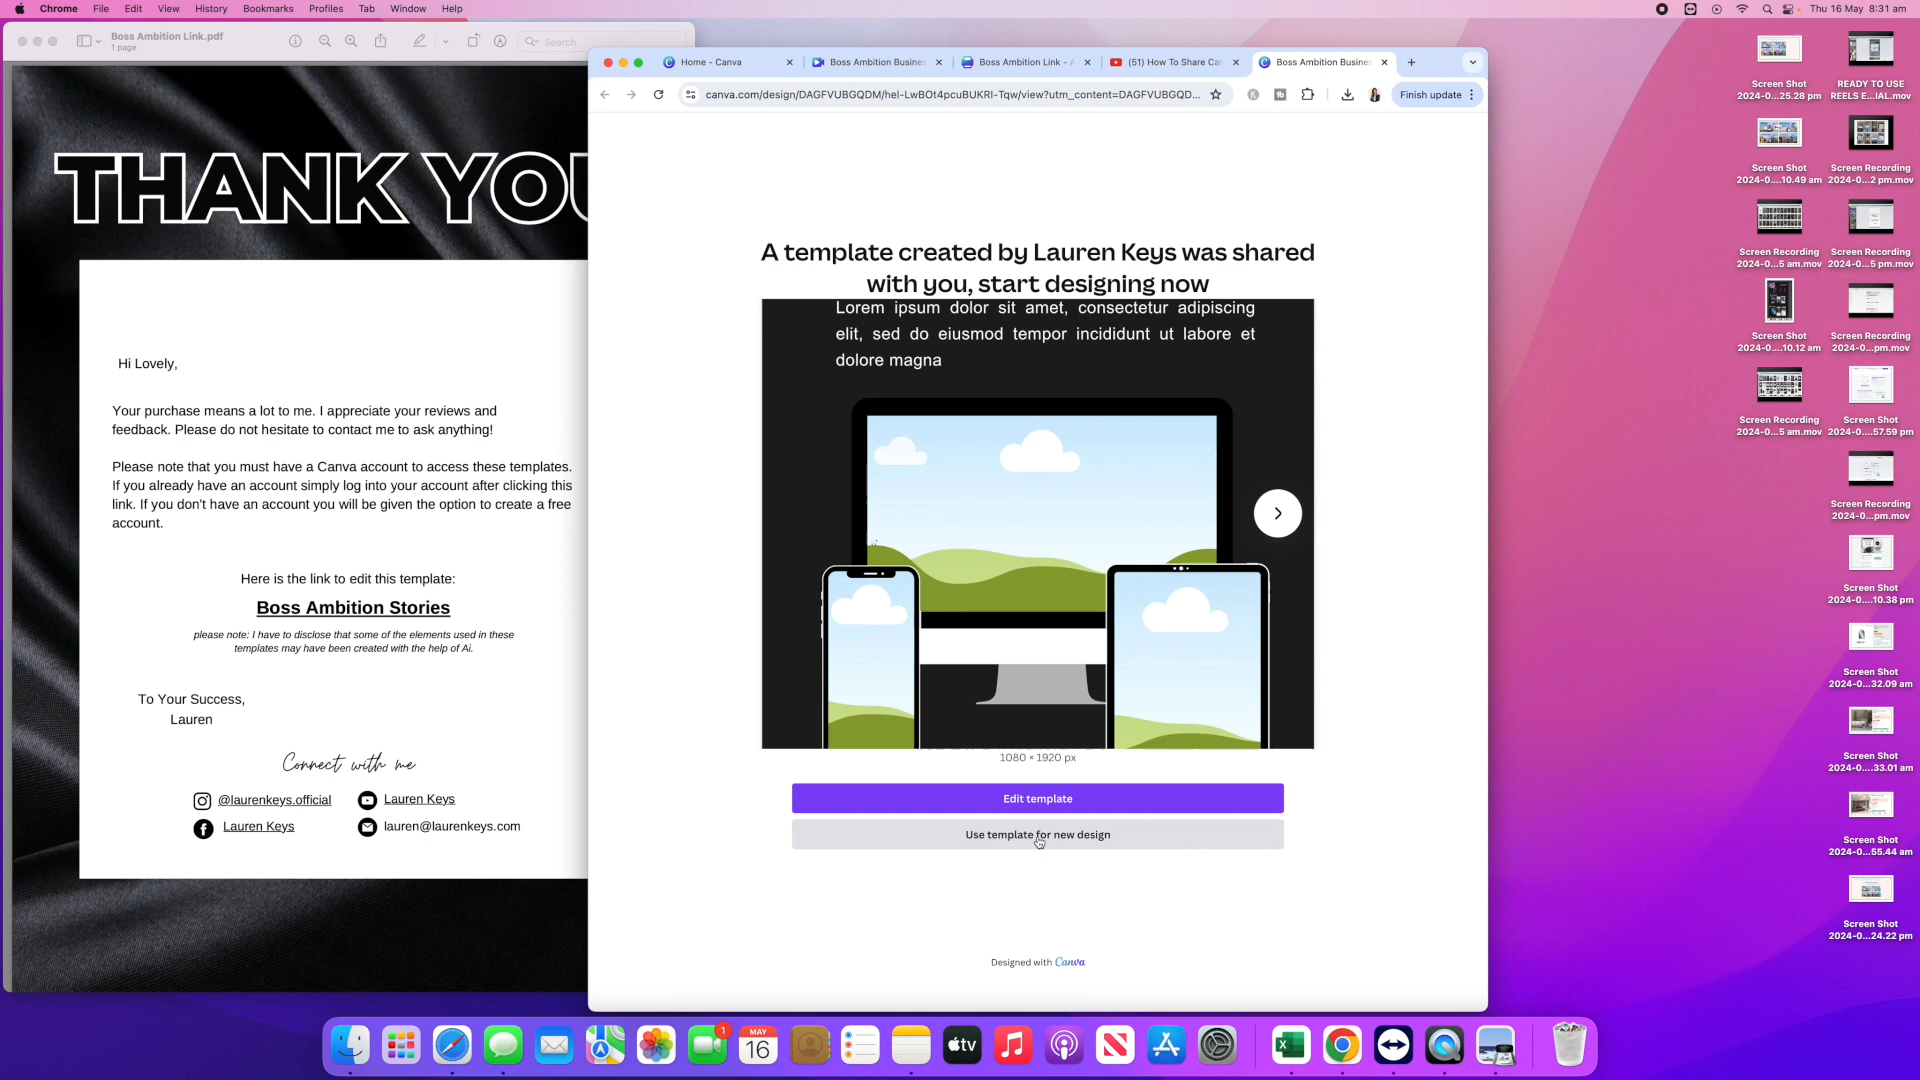 Chrome File Edit View History Bookmarks Profiles Tab Window Help
Thu 16 May 8:31 am
Boss Ambition Link.pdf
1 page
Search
THANK YOU
Hi Lovely,
Your purchase means a lot to me. I appreciate your reviews and
feedback. Please do not hesitate to contact me to ask anything!
Please note that you must have a Canva account to access these templates.
If you already have an account simply log into your account after clicking this
link. If you don't have an account you will be given the option to create a free
account.
Here is the link to edit this template:
Boss Ambition Stories
please note: I have to disclose that some of the elements used in these
templates may have been created with the help of Ai.
To Your Success,
Lauren
Connect with me
@laurenkeys.official
Lauren Keys
Lauren Keys
lauren@laurenkeys.com
Home - Canva
Boss Ambition Busines
Boss Ambition Link - A
(51) How To Share Can
Boss Ambition Busines
canva.com/design/DAGFVUBGQDM/hel-LwBOt4pcuBUKRI-Tqw/view?utm_content=DAGFVUBGQD...
Finish update
A template created by Lauren Keys was shared
with you, start designing now
Lorem ipsum dolor sit amet, consectetur adipiscing
elit, sed do eiusmod tempor incididunt ut labore et
dolore magna
1080 × 1920 px
Edit template
Use template for new design
Designed with Canva
Screen Shot
2024-0...25.28 pm
READY TO USE
REELS E...IAL.mov
Screen Shot
2024-0....10.49 am
Screen Recording
2024-0...2 pm.mov
Screen Recording
2024-0...5 am.mov
Screen Recording
2024-0...5 pm.mov
Screen Shot
2024-0....10.12 am
Screen Recording
2024-0...pm.mov
Screen Recording
2024-0...5 am.mov
Screen Shot
2024-0....57.59 pm
Screen Recording
2024-0...pm.mov
Screen Shot
2024-0....10.38 pm
Screen Shot
2024-0...32.09 am
Screen Shot
2024-0....33.01 am
Screen Shot
2024-0...55.44 am
Screen Shot
2024-0...24.22 pm
1
MAY
16
tv